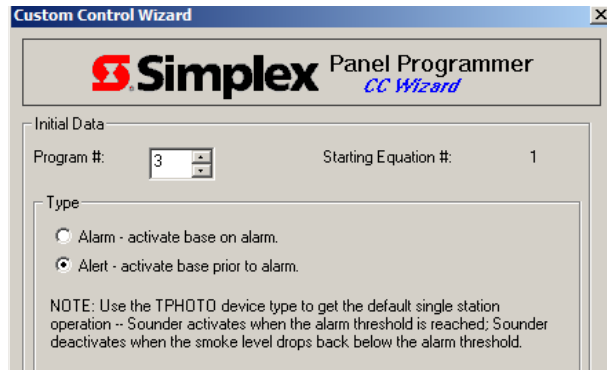 Custom Control Wizard
Simplex Panel Programmer
CC Wizard
Initial Data
Program #: 3 Starting Equation #: 1
Type
Alarm - activate base on alarm.
Alert - activate base prior to alarm.
NOTE: Use the TPHOTO device type to get the default single station
operation -- Sounder activates when the alarm threshold is reached; Sounder
deactivates when the smoke level drops back below the alarm threshold.